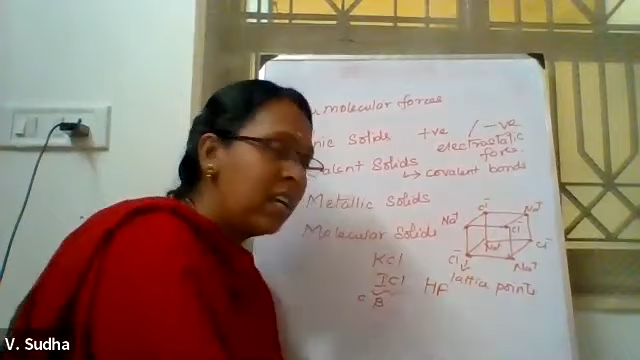 molecular forces
Solids +ve / -ve
electrostatic
forces
Solids ↳ covalent bonds
Metallic solids
Molecular Solids
Cl⁻ Na⁺
Na⁺ Cl
Na⁺ Cl⁻
Cl⁻ Na⁺
KCl
ICl HF lattice points
C B
V. Sudha